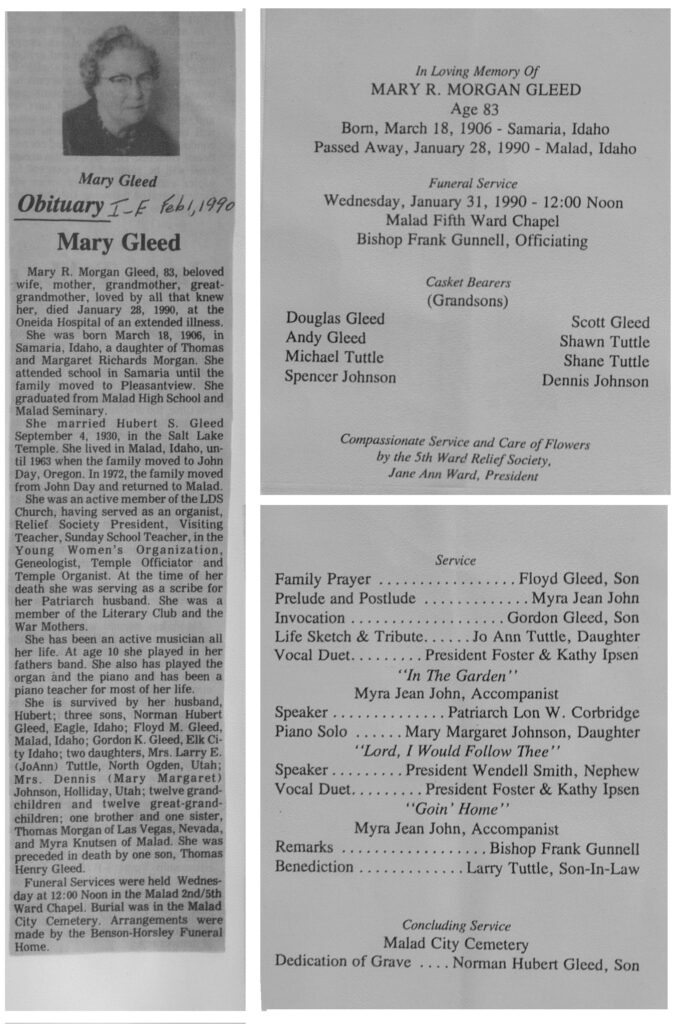 Mary Gleed
Obituary I-E Feb 1, 1990
Mary Gleed
Mary R. Morgan Gleed, 83, beloved
wife, mother, grandmother, great-
grandmother, loved by all that knew
her, died January 28, 1990, at the
Oneida Hospital of an extended illness.
She was born March 18, 1906, in
Samaria, Idaho, a daughter of Thomas
and Margaret Richards Morgan. She
attended school in Samaria until the
family moved to Pleasantview. She
graduated from Malad High School and
Malad Seminary.
She married Hubert S. Gleed
September 4, 1930, in the Salt Lake
Temple. She lived in Malad, Idaho, un-
til 1963 when the family moved to John
Day, Oregon. In 1972, the family moved
from John Day and returned to Malad.
She was an active member of the LDS
Church, having served as an organist,
Relief Society President, Visiting
Teacher, Sunday School Teacher, in the
Young Women's Organization,
Geneologist, Temple Officiator and
Temple Organist. At the time of her
death she was serving as a scribe for
her Patriarch husband. She was a
member of the Literary Club and the
War Mothers.
She has been an active musician all
her life. At age 10 she played in her
fathers band. She also has played the
organ and the piano and has been a
piano teacher for most of her life.
She is survived by her husband,
Hubert; three sons, Norman Hubert
Gleed, Eagle, Idaho; Floyd M. Gleed,
Malad, Idaho; Gordon K. Gleed, Elk Ci-
ty Idaho; two daughters, Mrs. Larry E.
(JoAnn) Tuttle, North Ogden, Utah;
Mrs. Dennis (Mary Margaret)
Johnson, Holliday, Utah; twelve grand-
children and twelve great-grand-
children; one brother and one sister,
Thomas Morgan of Las Vegas, Nevada,
and Myra Knutsen of Malad. She was
preceded in death by one son, Thomas
Henry Gleed.
Funeral Services were held Wednes-
day at 12:00 Noon in the Malad 2nd/5th
Ward Chapel. Burial was in the Malad
City Cemetery. Arrangements were
made by the Benson-Horsley Funeral
Home.
In Loving Memory Of
MARY R. MORGAN GLEED
Age 83
Born, March 18, 1906 - Samaria, Idaho
Passed Away, January 28, 1990 - Malad, Idaho
Funeral Service
Wednesday, January 31, 1990 - 12:00 Noon
Malad Fifth Ward Chapel
Bishop Frank Gunnell, Officiating
Casket Bearers
(Grandsons)
Douglas Gleed Scott Gleed
Andy Gleed Shawn Tuttle
Michael Tuttle Shane Tuttle
Spencer Johnson Dennis Johnson
Compassionate Service and Care of Flowers
by the 5th Ward Relief Society,
Jane Ann Ward, President
Service
Family Prayer . . . . . . . . . . . . . . . . . Floyd Gleed, Son
Prelude and Postlude . . . . . . . . . . . . Myra Jean John
Invocation . . . . . . . . . . . . . . . . . . . Gordon Gleed, Son
Life Sketch & Tribute. . . . . . Jo Ann Tuttle, Daughter
Vocal Duet. . . . . . . . . President Foster & Kathy Ipsen
"In The Garden"
Myra Jean John, Accompanist
Speaker . . . . . . . . . . . . . . Patriarch Lon W. Corbridge
Piano Solo . . . . . . Mary Margaret Johnson, Daughter
"Lord, I Would Follow Thee"
Speaker. . . . . . . . . . President Wendell Smith, Nephew
Vocal Duet. . . . . . . . . President Foster & Kathy Ipsen
"Goin' Home"
Myra Jean John, Accompanist
Remarks . . . . . . . . . . . . . . . . . . Bishop Frank Gunnell
Benediction . . . . . . . . . . . . . Larry Tuttle, Son-In-Law
Concluding Service
Malad City Cemetery
Dedication of Grave . . . . Norman Hubert Gleed, Son